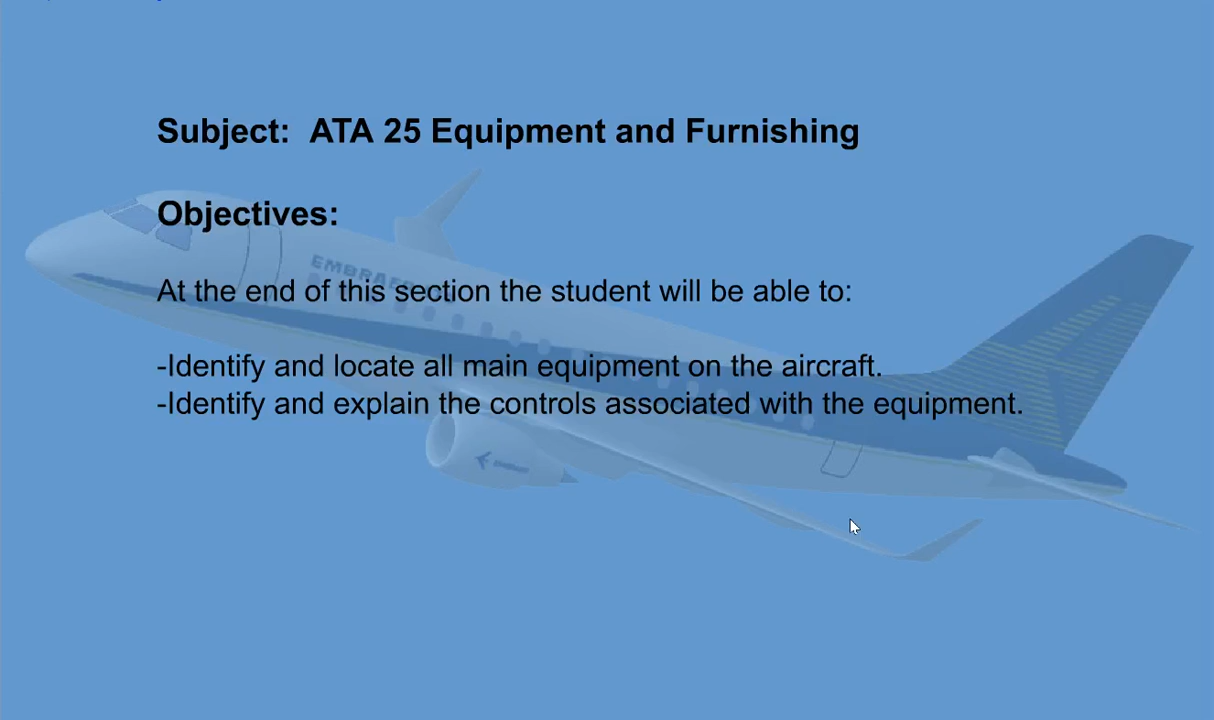 Subject:  ATA 25 Equipment and Furnishing
Objectives:
EMBRAER
At the end of this section the student will be able to:
-Identify and locate all main equipment on the aircraft.
-Identify and explain the controls associated with the equipment.